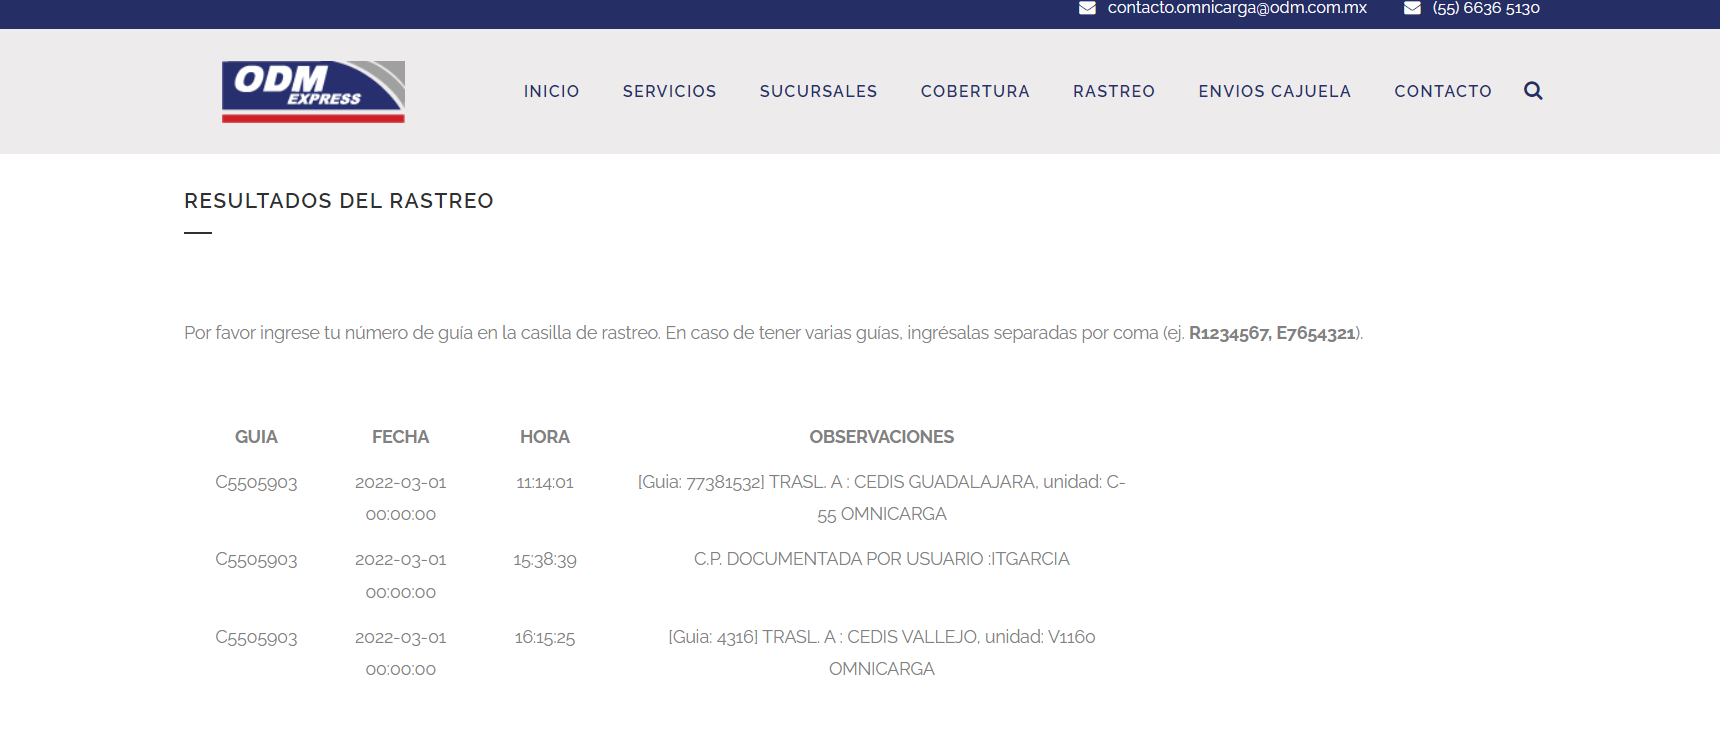 contacto.omnicarga@odm.com.mx (55) 6636 5130
ODM
EXPRESS
INICIO SERVICIOS SUCURSALES COBERTURA RASTREO ENVIOS CAJUELA CONTACTO
RESULTADOS DEL RASTREO
Por favor ingrese tu número de guía en la casilla de rastreo. En caso de tener varias guías, ingrésalas separadas por coma (ej. R1234567, E7654321).
GUIA FECHA HORA OBSERVACIONES
C5505903 2022-03-01 11:14:01 [Guia: 77381532] TRASL. A : CEDIS GUADALAJARA, unidad: C-
00:00:00 55 OMNICARGA
C5505903 2022-03-01 15:38:39 C.P. DOCUMENTADA POR USUARIO :ITGARCIA
00:00:00
C5505903 2022-03-01 16:15:25 [Guia: 4316] TRASL. A : CEDIS VALLEJO, unidad: V1160
00:00:00 OMNICARGA